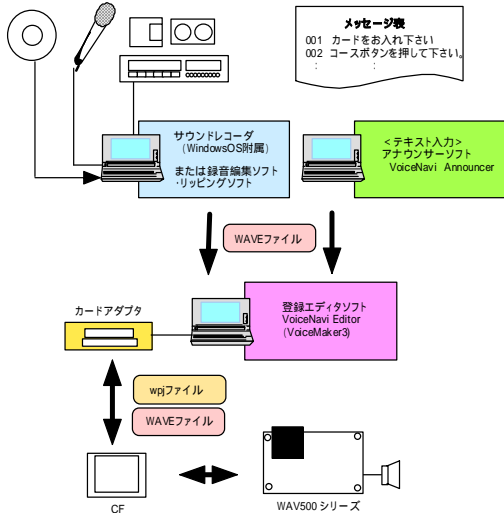 メッセージ表
001 カードをお入れ下さい
002 コースボタンを押して下さい。
: :
サウンドレコーダ
(WindowsOS附属)
または録音編集ソフト
・リッピングソフト
<テキスト入力>
アナウンサーソフト
VoiceNavi Announcer
WAVEファイル
登録エディタソフト
VoiceNavi Editor
(VoiceMaker3)
カードアダプタ
wpjファイル
WAVEファイル
CF
WAV500 シリーズ